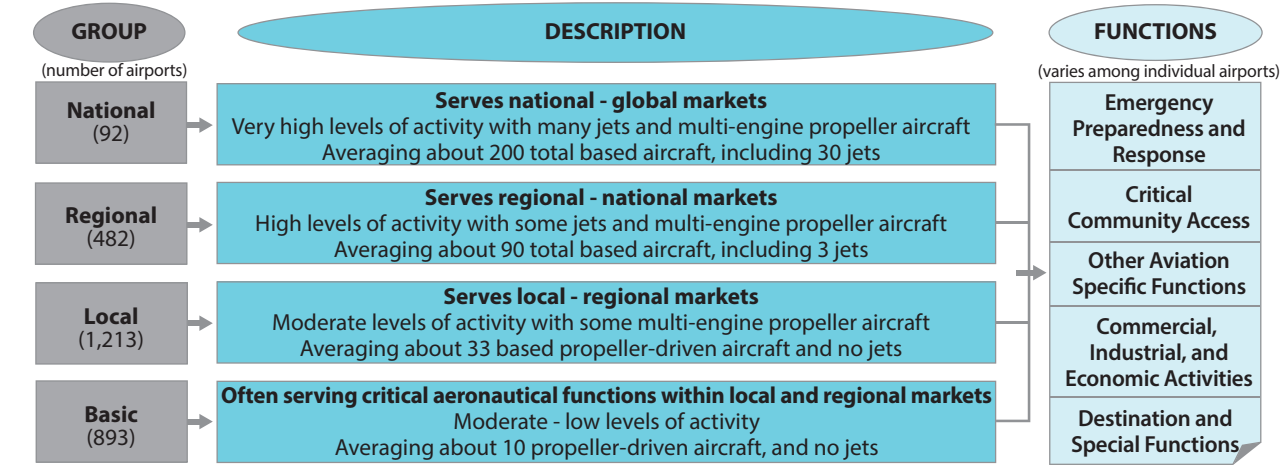 GROUP
DESCRIPTION
FUNCTIONS
(number of airports)
(varies among individual airports)
National
(92)
Serves national - global markets
Very high levels of activity with many jets and multi-engine propeller aircraft
Averaging about 200 total based aircraft, including 30 jets
Regional
(482)
Serves regional - national markets
High levels of activity with some jets and multi-engine propeller aircraft
Averaging about 90 total based aircraft, including 3 jets
Local
(1,213)
Serves local - regional markets
Moderate levels of activity with some multi-engine propeller aircraft
Averaging about 33 based propeller-driven aircraft and no jets
Basic
(893)
Often serving critical aeronautical functions within local and regional markets
Moderate - low levels of activity
Averaging about 10 propeller-driven aircraft, and no jets
Emergency
Preparedness and
Response
Critical
Community Access
Other Aviation
Specific Functions
Commercial,
Industrial, and
Economic Activities
Destination and
Special Functions